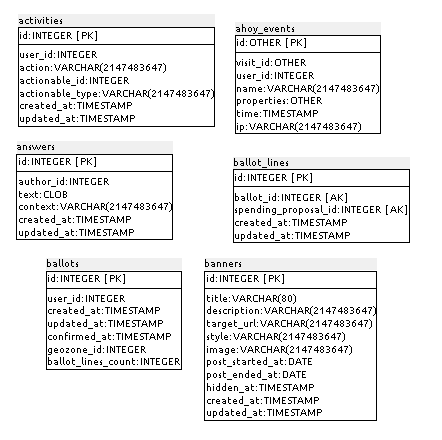 activities
id:INTEGER [PK]
user_id:INTEGER
action:VARCHAR(2147483647)
actionable_id:INTEGER
actionable_type:VARCHAR(2147483647)
created_at:TIMESTAMP
updated_at:TIMESTAMP
ahoy_events
id:OTHER [PK]
visit_id:OTHER
user_id:INTEGER
name:VARCHAR(2147483647)
properties:OTHER
time:TIMESTAMP
ip:VARCHAR(2147483647)
answers
id:INTEGER [PK]
author_id:INTEGER
text:CLOB
context:VARCHAR(2147483647)
created_at:TIMESTAMP
updated_at:TIMESTAMP
ballot_lines
id:INTEGER [PK]
ballot_id:INTEGER [AK]
spending_proposal_id:INTEGER [AK]
created_at:TIMESTAMP
updated_at:TIMESTAMP
ballots
id:INTEGER [PK]
user_id:INTEGER
created_at:TIMESTAMP
updated_at:TIMESTAMP
confirmed_at:TIMESTAMP
geozone_id:INTEGER
ballot_lines_count:INTEGER
banners
id:INTEGER [PK]
title:VARCHAR(80)
description:VARCHAR(2147483647)
target_url:VARCHAR(2147483647)
style:VARCHAR(2147483647)
image:VARCHAR(2147483647)
post_started_at:DATE
post_ended_at:DATE
hidden_at:TIMESTAMP
created_at:TIMESTAMP
updated_at:TIMESTAMP